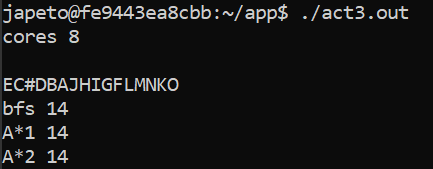 japeto@fe9443ea8cbb:~/app$ ./act3.out
cores 8
EC#DBAJHIGFLMNKO
bfs 14
A*1 14
A*2 14